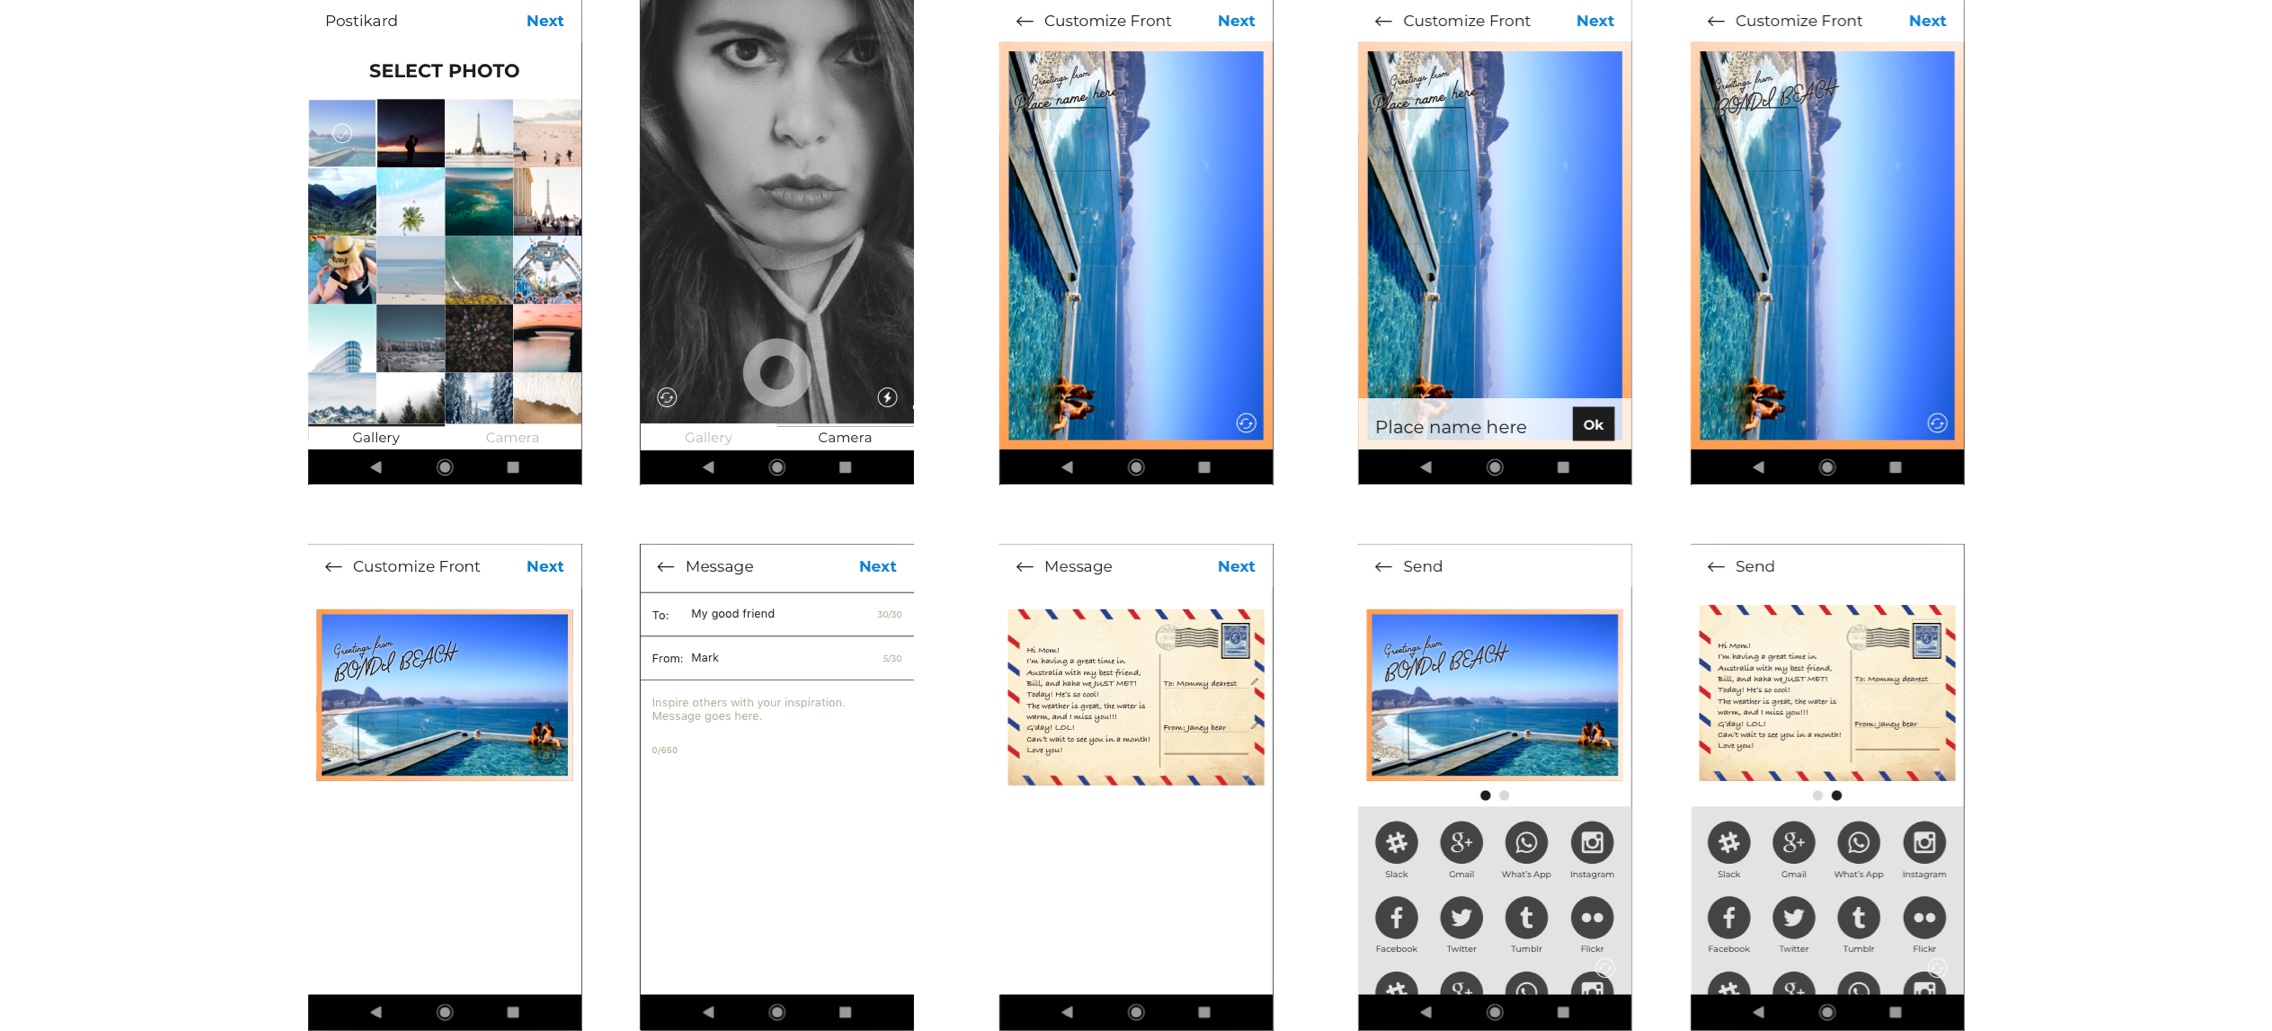 Postikard
Next
SELECT PHOTO
Gallery
Camera
Gallery
Camera
Customize Front
Next
Greetings from
Place name here
Customize Front
Next
Greetings from
Place name here
Place name here
Ok
Customize Front
Next
Greetings from
BONDI BEACH
Customize Front
Next
Greetings from
BONDI BEACH
Message
Next
To: My good friend 30/30
From: Mark 5/30
Inspire others with your inspiration.
Message goes here.
0/650
Message
Next
Hi Mom!
I'm having a great time in
Australia with my best friend,
Bill, and haha we JUST MET!
Today! He's so cool!
The weather is great, the water is
warm, and I miss you!!!
G'day! LOL!
Can't wait to see you in a month!
Love you!
To: Mommy dearest
From: Janey bear
Send
Greetings from
BONDI BEACH
Slack
g+
Gmail
What's App
Instagram
f
Facebook
Twitter
t
Tumblr
Flickr
g+
Send
Hi Mom!
I'm having a great time in
Australia with my best friend,
Bill, and haha we JUST MET!
Today! He's so cool!
The weather is great, the water is
warm, and I miss you!!!
G'day! LOL!
Can't wait to see you in a month!
Love you!
To: Mommy dearest
From: Janey bear
Slack
g+
Gmail
What's App
Instagram
f
Facebook
Twitter
t
Tumblr
Flickr
g+